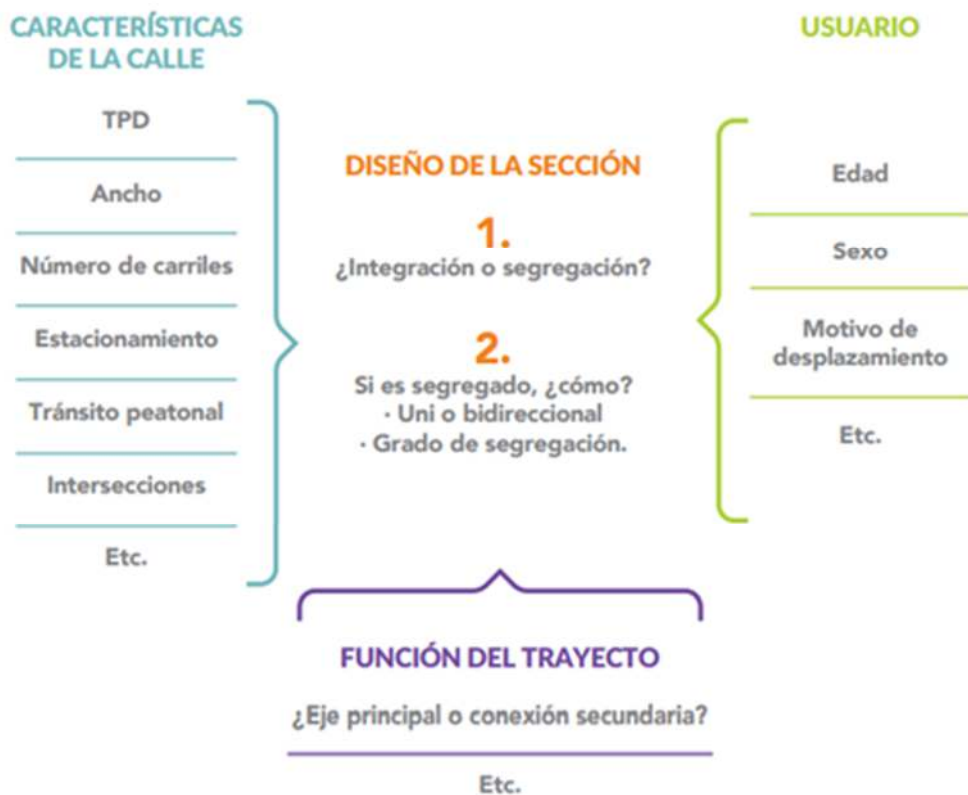 CARACTERÍSTICAS
DE LA CALLE
TPD
Ancho
Número de carriles
Estacionamiento
Tránsito peatonal
Intersecciones
Etc.
DISEÑO DE LA SECCIÓN
1.
¿Integración o segregación?
2.
Si es segregado, ¿cómo?
· Uni o bidireccional
· Grado de segregación.
USUARIO
Edad
Sexo
Motivo de
desplazamiento
Etc.
FUNCIÓN DEL TRAYECTO
¿Eje principal o conexión secundaria?
Etc.